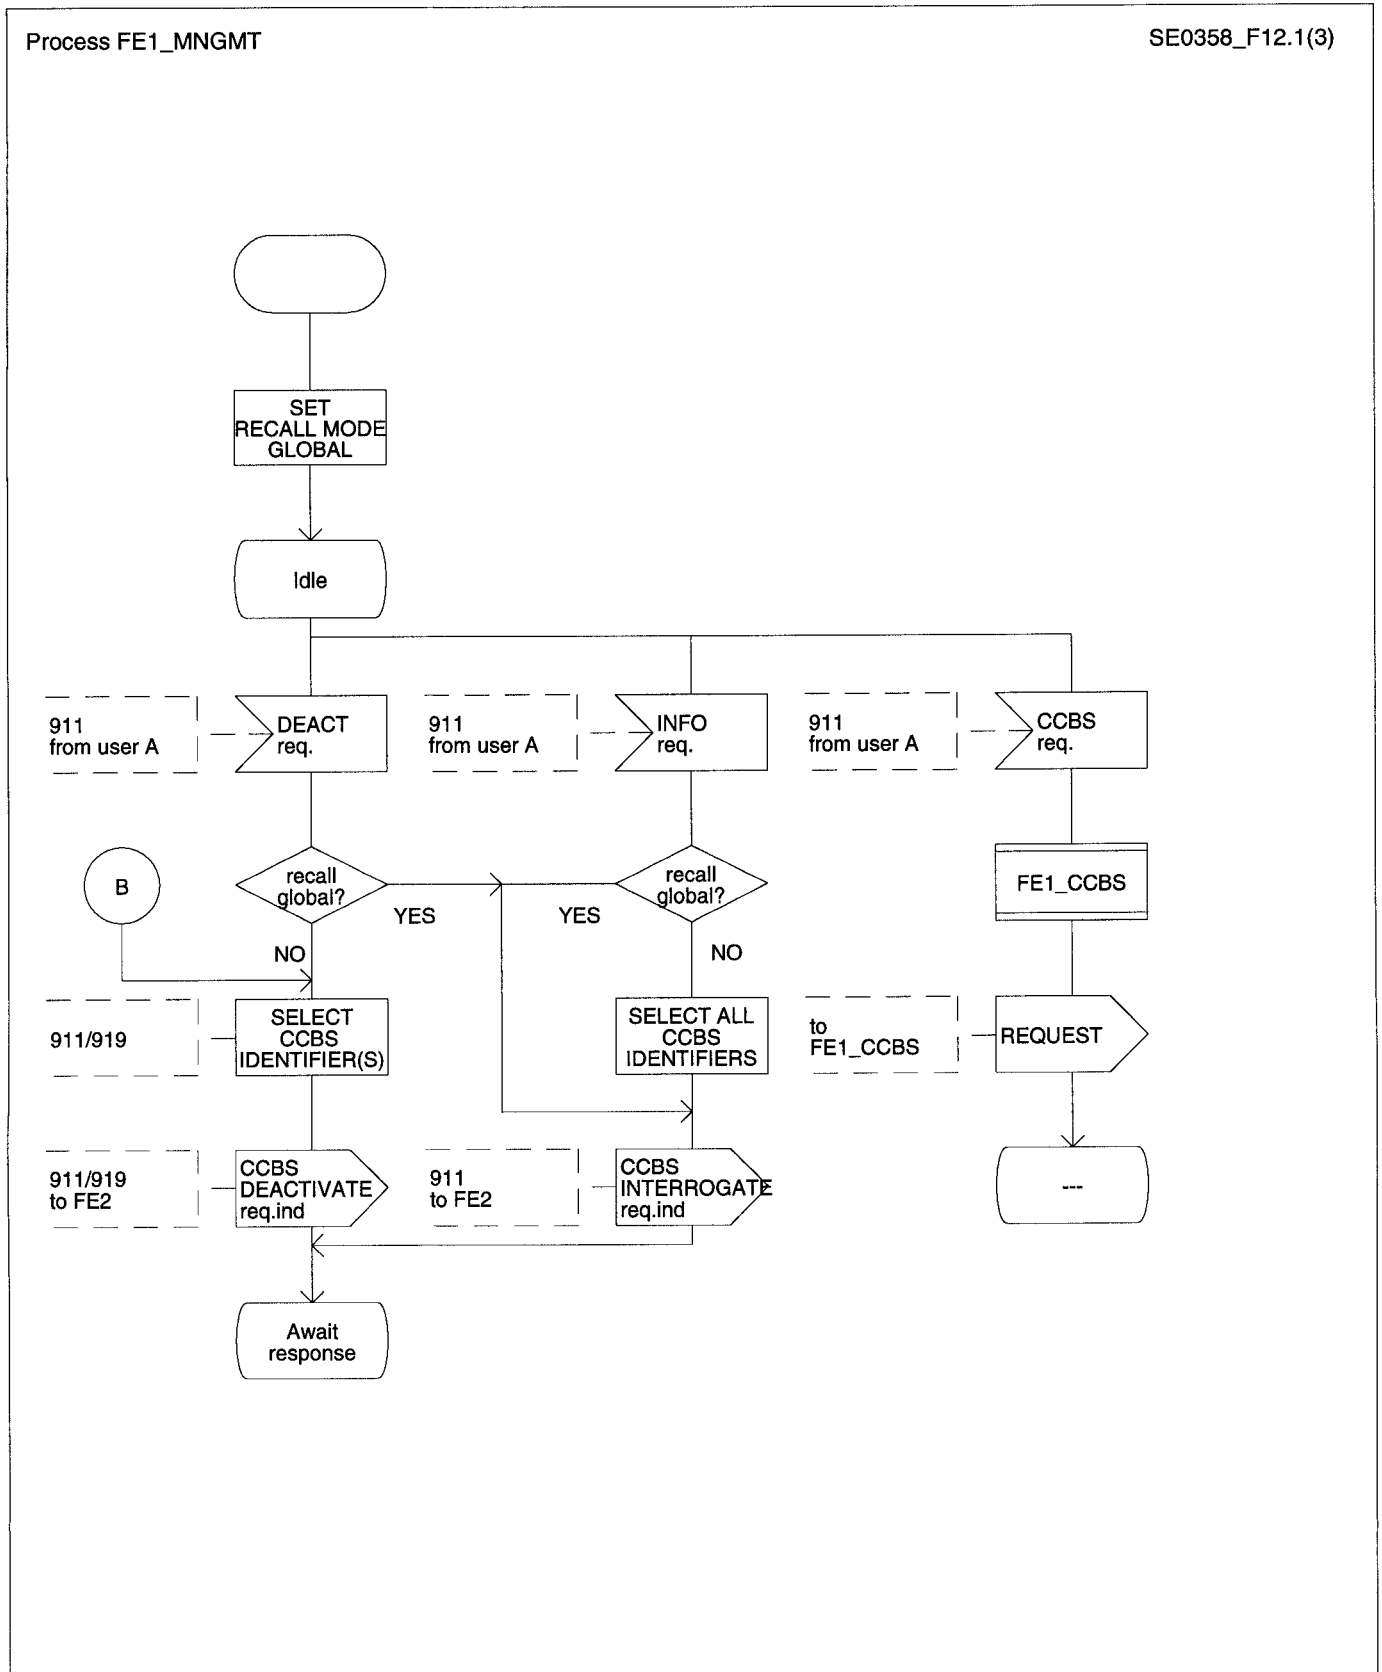 Process FE1_MNGMT
SE0358_F12.1(3)
SET
RECALL MODE
GLOBAL
Idle
911
from user A
DEACT
req.
911
from user A
INFO
req.
911
from user A
CCBS
req.
B
recall
global?
YES
NO
YES
recall
global?
NO
FE1_CCBS
911/919
SELECT
CCBS
IDENTIFIER(S)
SELECT ALL
CCBS
IDENTIFIERS
to
FE1_CCBS
REQUEST
911/919
to FE2
CCBS
DEACTIVATE
req.ind
911
to FE2
CCBS
INTERROGATE
req.ind
---
Await
response